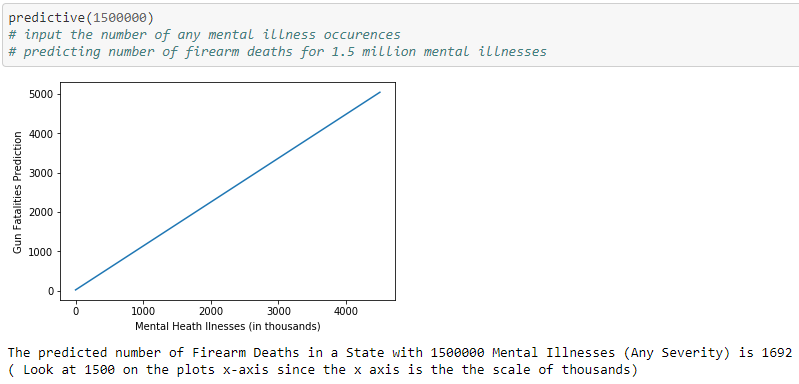 predictive(1500000)
# input the number of any mental illness occurences
# predicting number of firearm deaths for 1.5 million mental illnesses
5000
4000
3000
2000
1000
0
Gun Fatalities Prediction
0 1000 2000 3000 4000
Mental Heath Ilnesses (in thousands)
The predicted number of Firearm Deaths in a State with 1500000 Mental Illnesses (Any Severity) is 1692
( Look at 1500 on the plots x-axis since the x axis is the the scale of thousands)